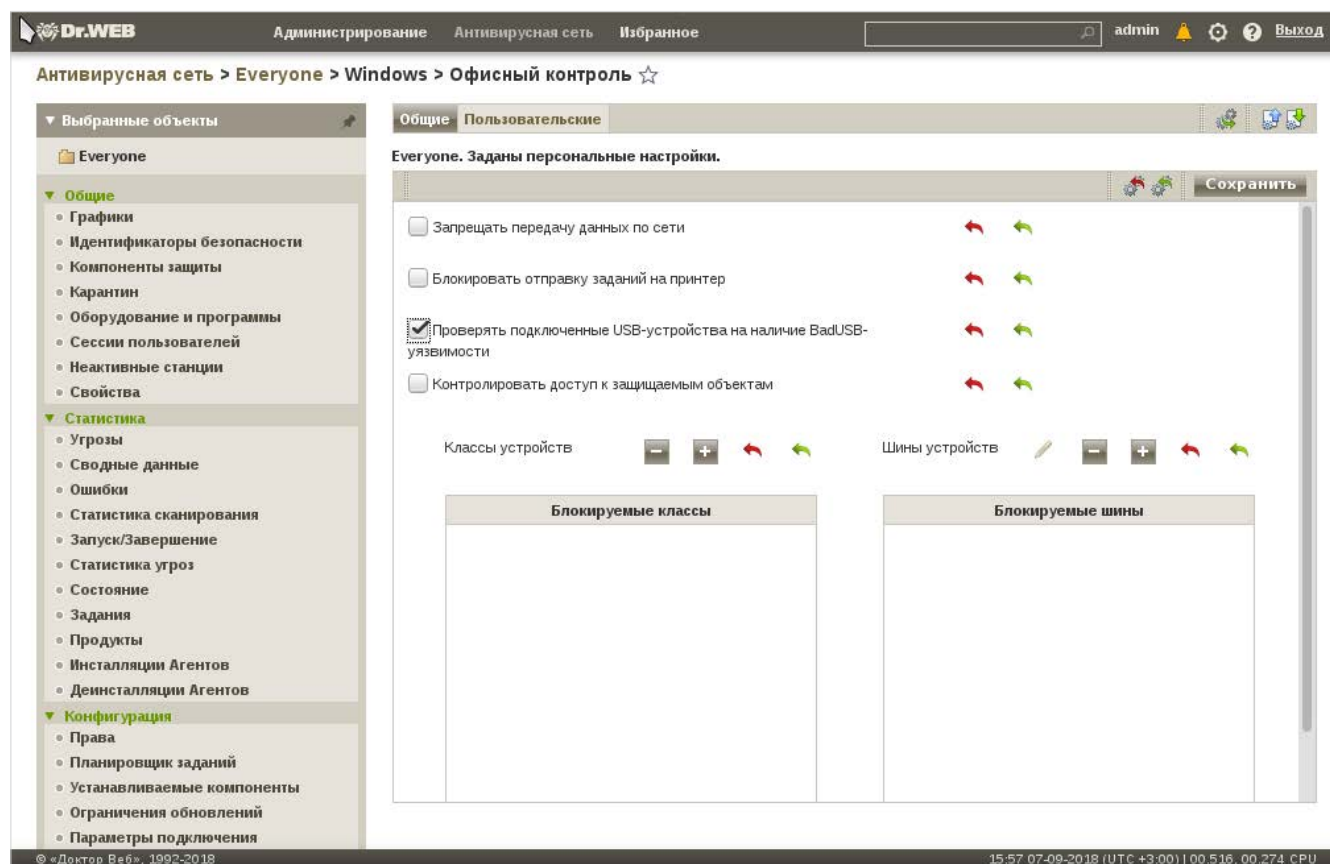 Dr.WEB
Администрирование Антивирусная сеть Избранное
admin
Выход
Антивирусная сеть > Everyone > Windows > Офисный контроль
Выбранные объекты
Everyone
Общие
Графики
Идентификаторы безопасности
Компоненты защиты
Карантин
Оборудование и программы
Сессии пользователей
Неактивные станции
Свойства
Статистика
Угрозы
Сводные данные
Ошибки
Статистика сканирования
Запуск/Завершение
Статистика угроз
Состояние
Задания
Продукты
Инсталляции Агентов
Деинсталляции Агентов
Конфигурация
Права
Планировщик заданий
Устанавливаемые компоненты
Ограничения обновлений
Параметры подключения
Общие Пользовательские
Everyone. Заданы персональные настройки.
Сохранить
Запрещать передачу данных по сети
Блокировать отправку заданий на принтер
Проверять подключенные USB-устройства на наличие BadUSB-
уязвимости
Контролировать доступ к защищаемым объектам
Классы устройств
Шины устройств
Блокируемые классы
Блокируемые шины
© «Доктор Веб», 1992-2018
15:57 07-09-2018 (UTC +3:00) | 00.516, 00.274 CPU